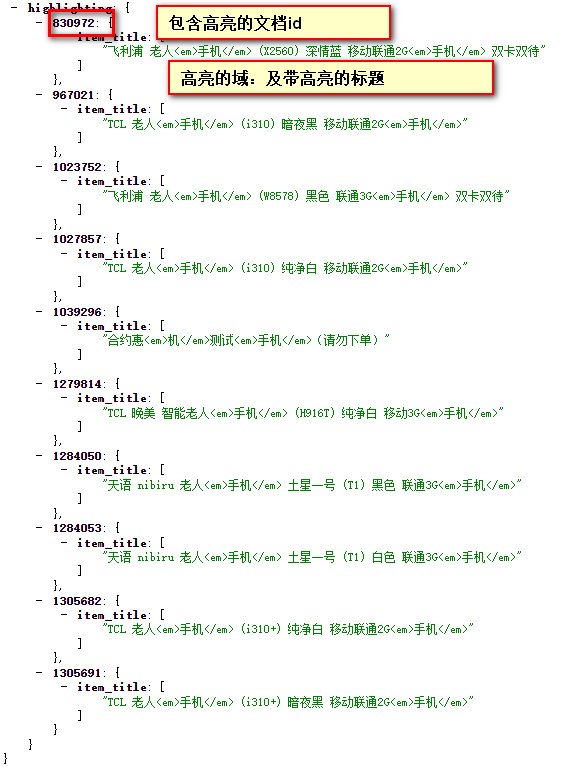 - highlighting: {
- 830972: {
包含高亮的文档id
- item_title: [
"飞利浦 老人<em>手机</em> (X2560) 深情蓝 移动联通2G<em>手机</em> 双卡双待"
]
高亮的域：及带高亮的标题
},
- 967021: {
- item_title: [
"TCL 老人<em>手机</em> (i310) 暗夜黑 移动联通2G<em>手机</em>"
]
},
- 1023752: {
- item_title: [
"飞利浦 老人<em>手机</em> (W8578) 黑色 联通3G<em>手机</em> 双卡双待"
]
},
- 1027857: {
- item_title: [
"TCL 老人<em>手机</em> (i310) 纯净白 移动联通2G<em>手机</em>"
]
},
- 1039296: {
- item_title: [
"合约惠<em>机</em>测试<em>手机</em>（请勿下单）"
]
},
- 1279814: {
- item_title: [
"TCL 晚美 智能老人<em>手机</em> (H916T) 纯净白 移动3G<em>手机</em>"
]
},
- 1284050: {
- item_title: [
"天语 nibiru 老人<em>手机</em> 土星一号 (T1) 黑色 联通3G<em>手机</em>"
]
},
- 1284053: {
- item_title: [
"天语 nibiru 老人<em>手机</em> 土星一号 (T1) 白色 联通3G<em>手机</em>"
]
},
- 1305682: {
- item_title: [
"TCL 老人<em>手机</em> (i310+) 纯净白 移动联通2G<em>手机</em>"
]
},
- 1305691: {
- item_title: [
"TCL 老人<em>手机</em> (i310+) 暗夜黑 移动联通2G<em>手机</em>"
]
}
}
}